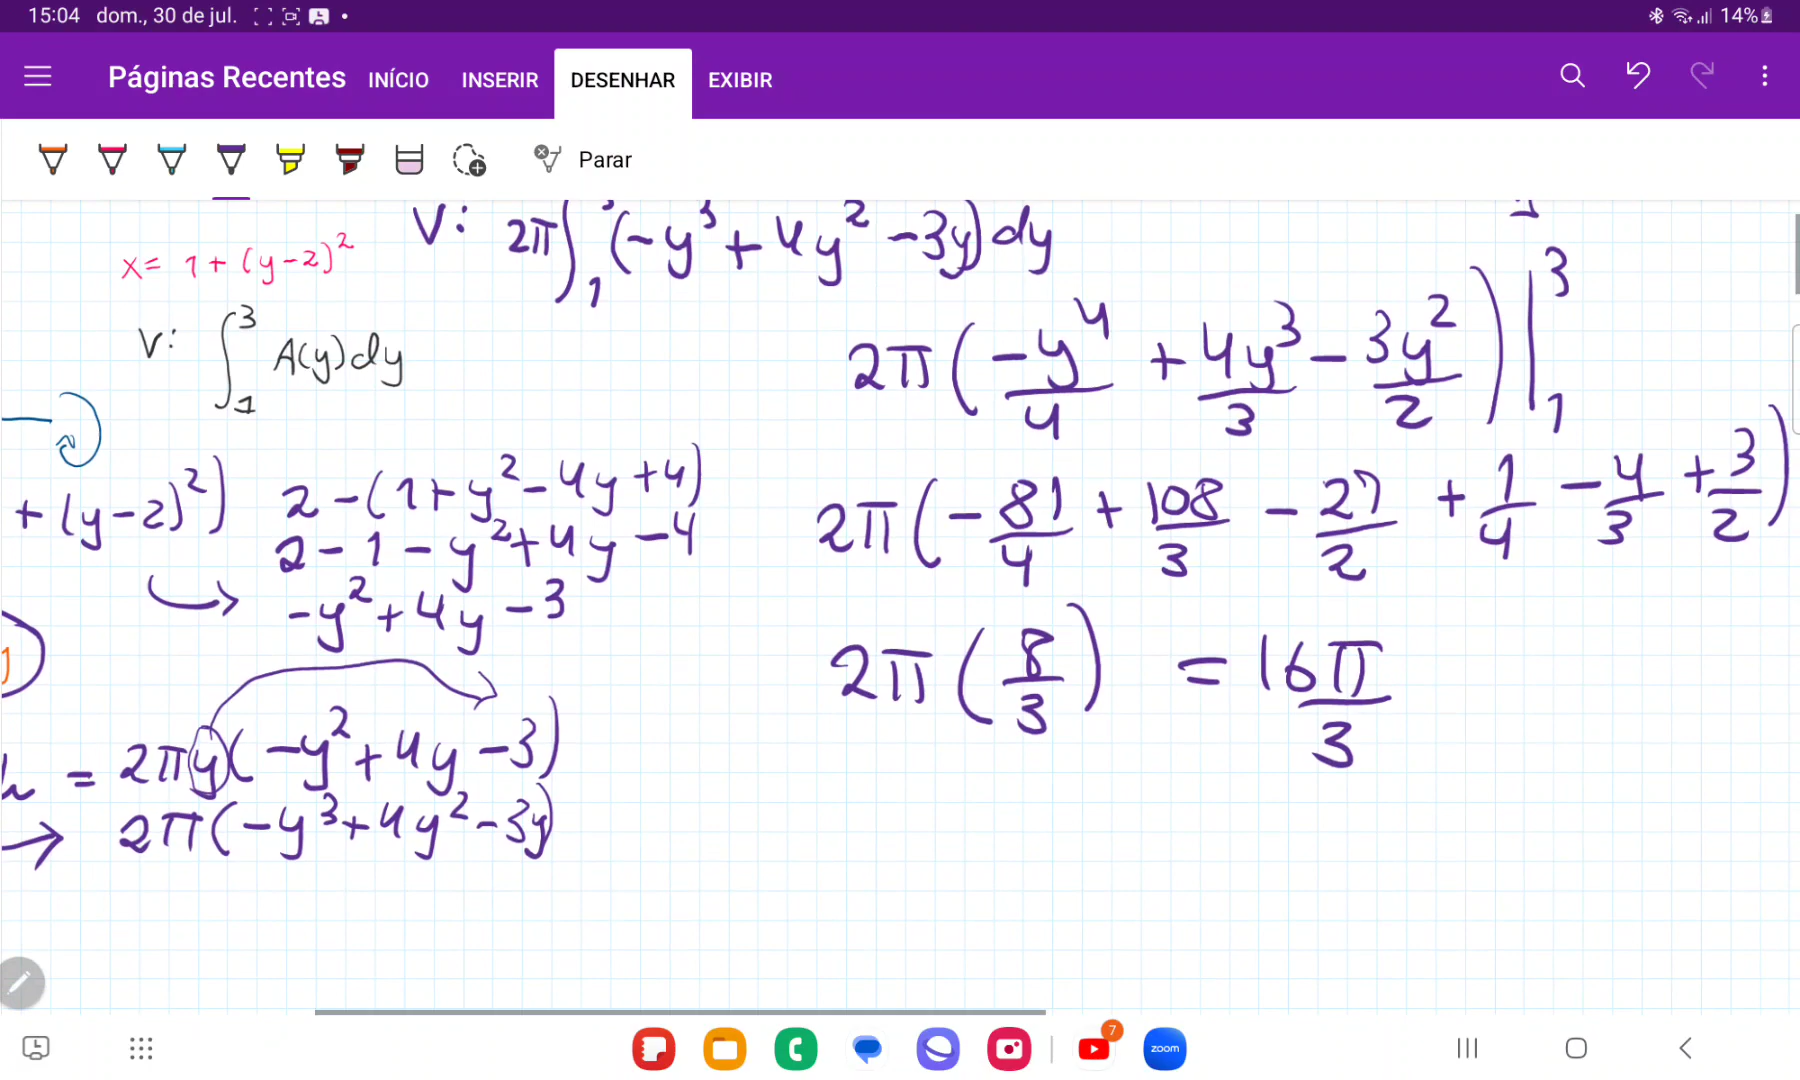 15:04 dom., 30 de jul. 14%
Páginas Recentes INÍCIO INSERIR DESENHAR EXIBIR
Parar
x = 1 + (y-2)²
V: ∫₁³ A(y)dy
+ (y-2)²)
2 - (1 + y² - 4y + 4)
2 - 1 - y² + 4y - 4
-y² + 4y - 3
= 2πy(-y² + 4y - 3)
→ 2π(-y³ + 4y² - 3y)
V: 2π ∫₁³ (-y³ + 4y² - 3y) dy
2π (-y⁴/4 + 4y³/3 - 3y²/2) |₁³
2π (-81/4 + 108/3 - 27/2 + 1/4 - 4/3 + 3/2)
2π (8/3) = 16π/3
7
zoom